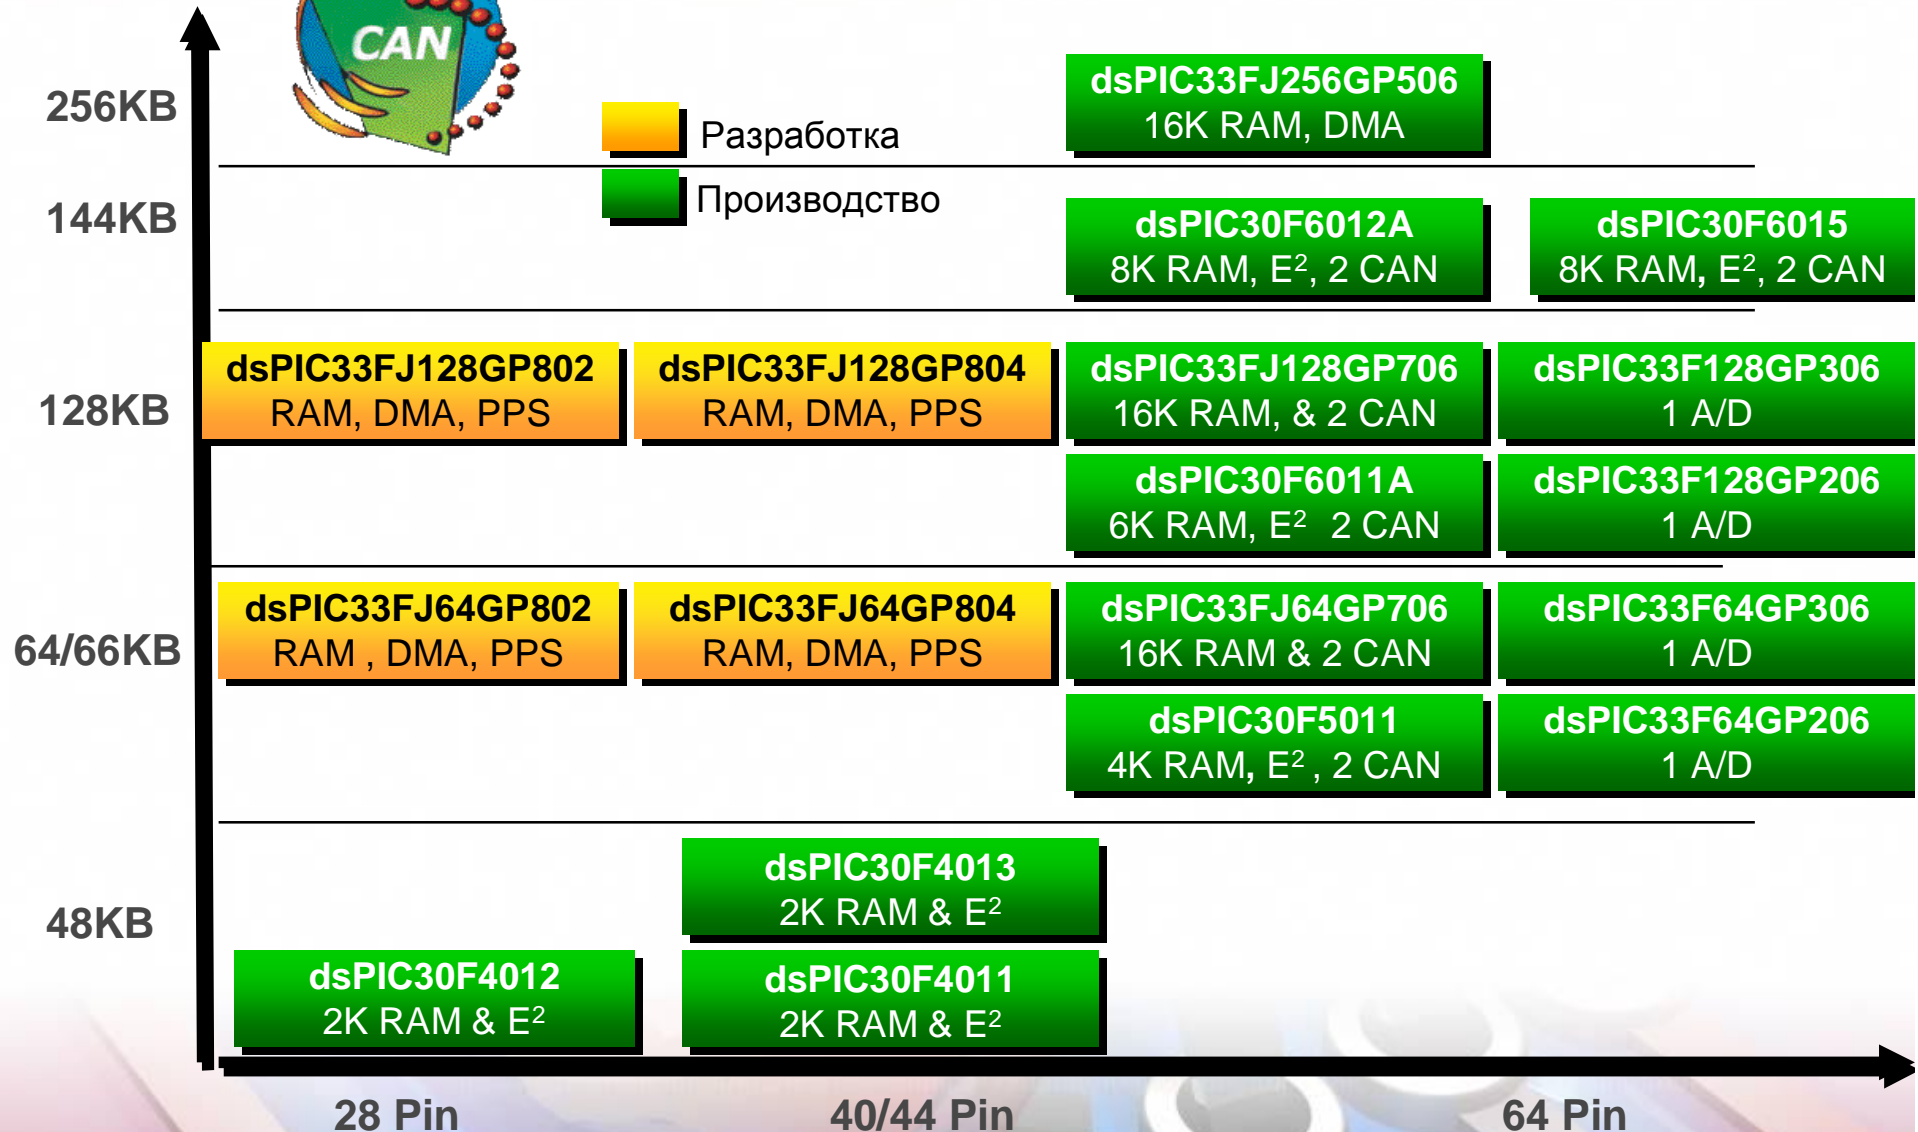 CAN
256KB
Разработка
dsPIC33FJ256GP506
16K RAM, DMA
144KB
Производство
dsPIC30F6012A
8K RAM, E², 2 CAN
dsPIC30F6015
8K RAM, E², 2 CAN
128KB
dsPIC33FJ128GP802
RAM, DMA, PPS
dsPIC33FJ128GP804
RAM, DMA, PPS
dsPIC33FJ128GP706
16K RAM, & 2 CAN
dsPIC33F128GP306
1 A/D
dsPIC30F6011A
6K RAM, E² 2 CAN
dsPIC33F128GP206
1 A/D
64/66KB
dsPIC33FJ64GP802
RAM , DMA, PPS
dsPIC33FJ64GP804
RAM, DMA, PPS
dsPIC33FJ64GP706
16K RAM & 2 CAN
dsPIC33F64GP306
1 A/D
dsPIC30F5011
4K RAM, E² , 2 CAN
dsPIC33F64GP206
1 A/D
48KB
dsPIC30F4013
2K RAM & E²
dsPIC30F4012
2K RAM & E²
dsPIC30F4011
2K RAM & E²
28 Pin
40/44 Pin
64 Pin